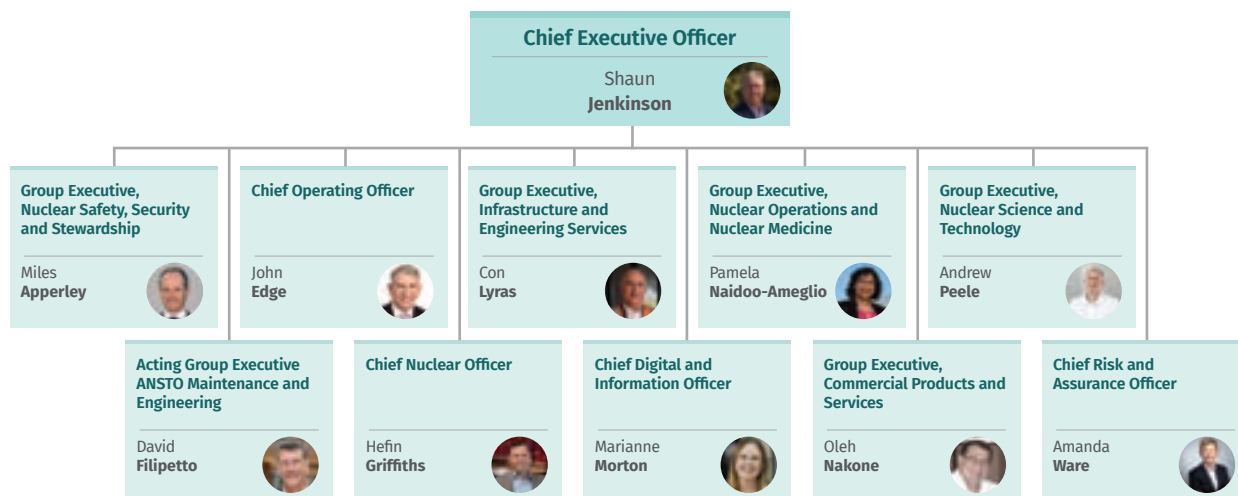 Chief Executive Officer
Shaun
Jenkinson
Group Executive,
Nuclear Safety, Security
and Stewardship
Miles
Apperley
Chief Operating Officer
John
Edge
Group Executive,
Infrastructure and
Engineering Services
Con
Lyras
Group Executive,
Nuclear Operations and
Nuclear Medicine
Pamela
Naidoo-Ameglio
Group Executive,
Nuclear Science and
Technology
Andrew
Peele
Acting Group Executive
ANSTO Maintenance and
Engineering
David
Filipetto
Chief Nuclear Officer
Hefin
Griffiths
Chief Digital and
Information Officer
Marianne
Morton
Group Executive,
Commercial Products and
Services
Oleh
Nakone
Chief Risk and
Assurance Officer
Amanda
Ware